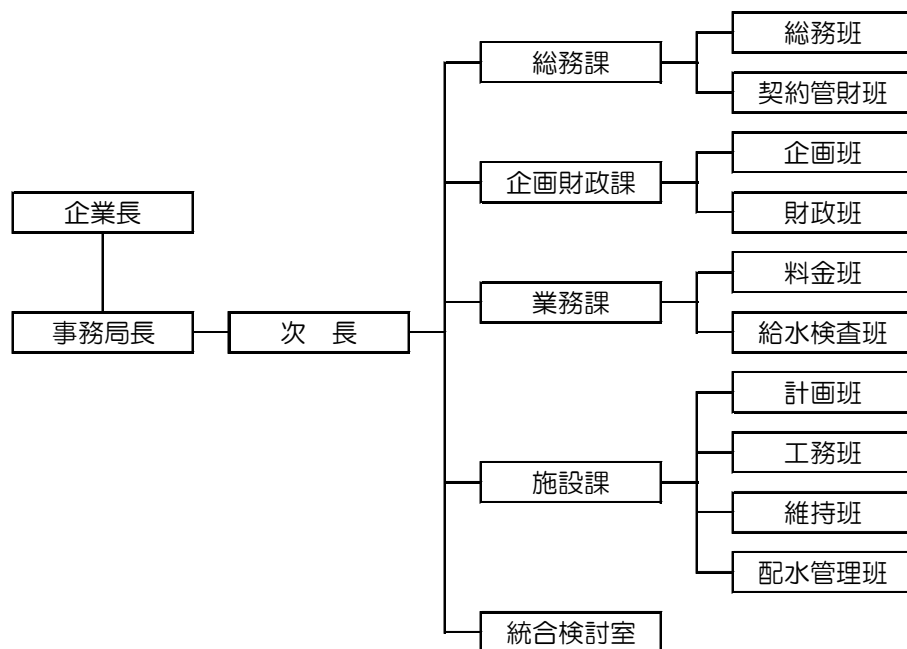 企業長
事務局長
次　長
総務課
総務班
契約管財班
企画財政課
企画班
財政班
業務課
料金班
給水検査班
施設課
計画班
工務班
維持班
配水管理班
統合検討室